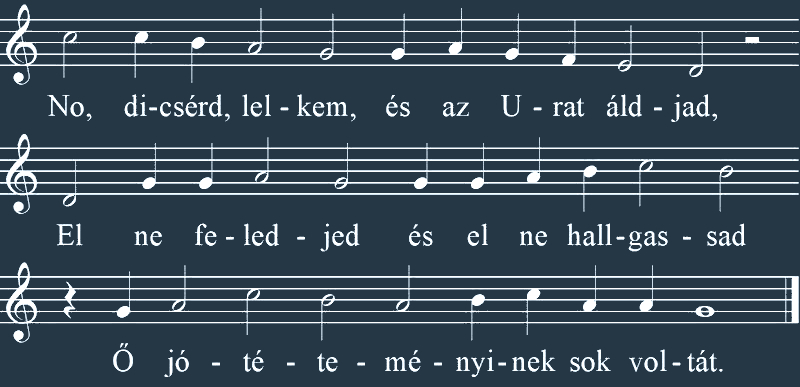 No, di-csérd, lel - kem, és az U - rat áld - jad,
El ne fe - led - jed és el ne hall-gas - sad
Ő jó - té - te - mé - nyi-nek sok vol-tát.